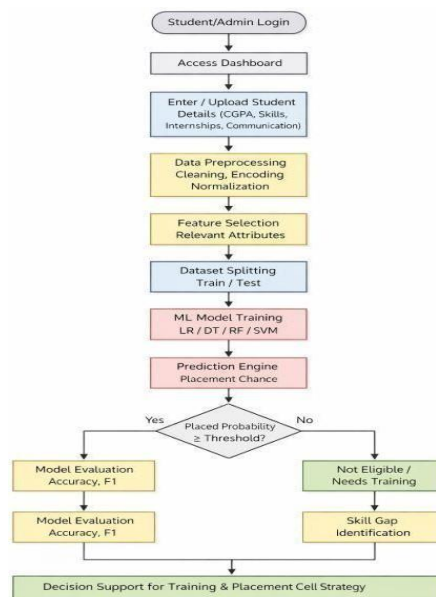 Student/Admin Login
Access Dashboard
Enter / Upload Student
Details (CGPA, Skills,
Internships, Communication)
Data Preprocessing
Cleaning, Encoding
Normalization
Feature Selection
Relevant Attributes
Dataset Splitting
Train / Test
ML Model Training
LR / DT / RF / SVM
Prediction Engine
Placement Chance
Yes
No
Placed Probability
≥ Threshold?
Model Evaluation
Accuracy, F1
Not Eligible /
Needs Training
Model Evaluation
Accuracy, F1
Skill Gap
Identification
Decision Support for Training & Placement Cell Strategy